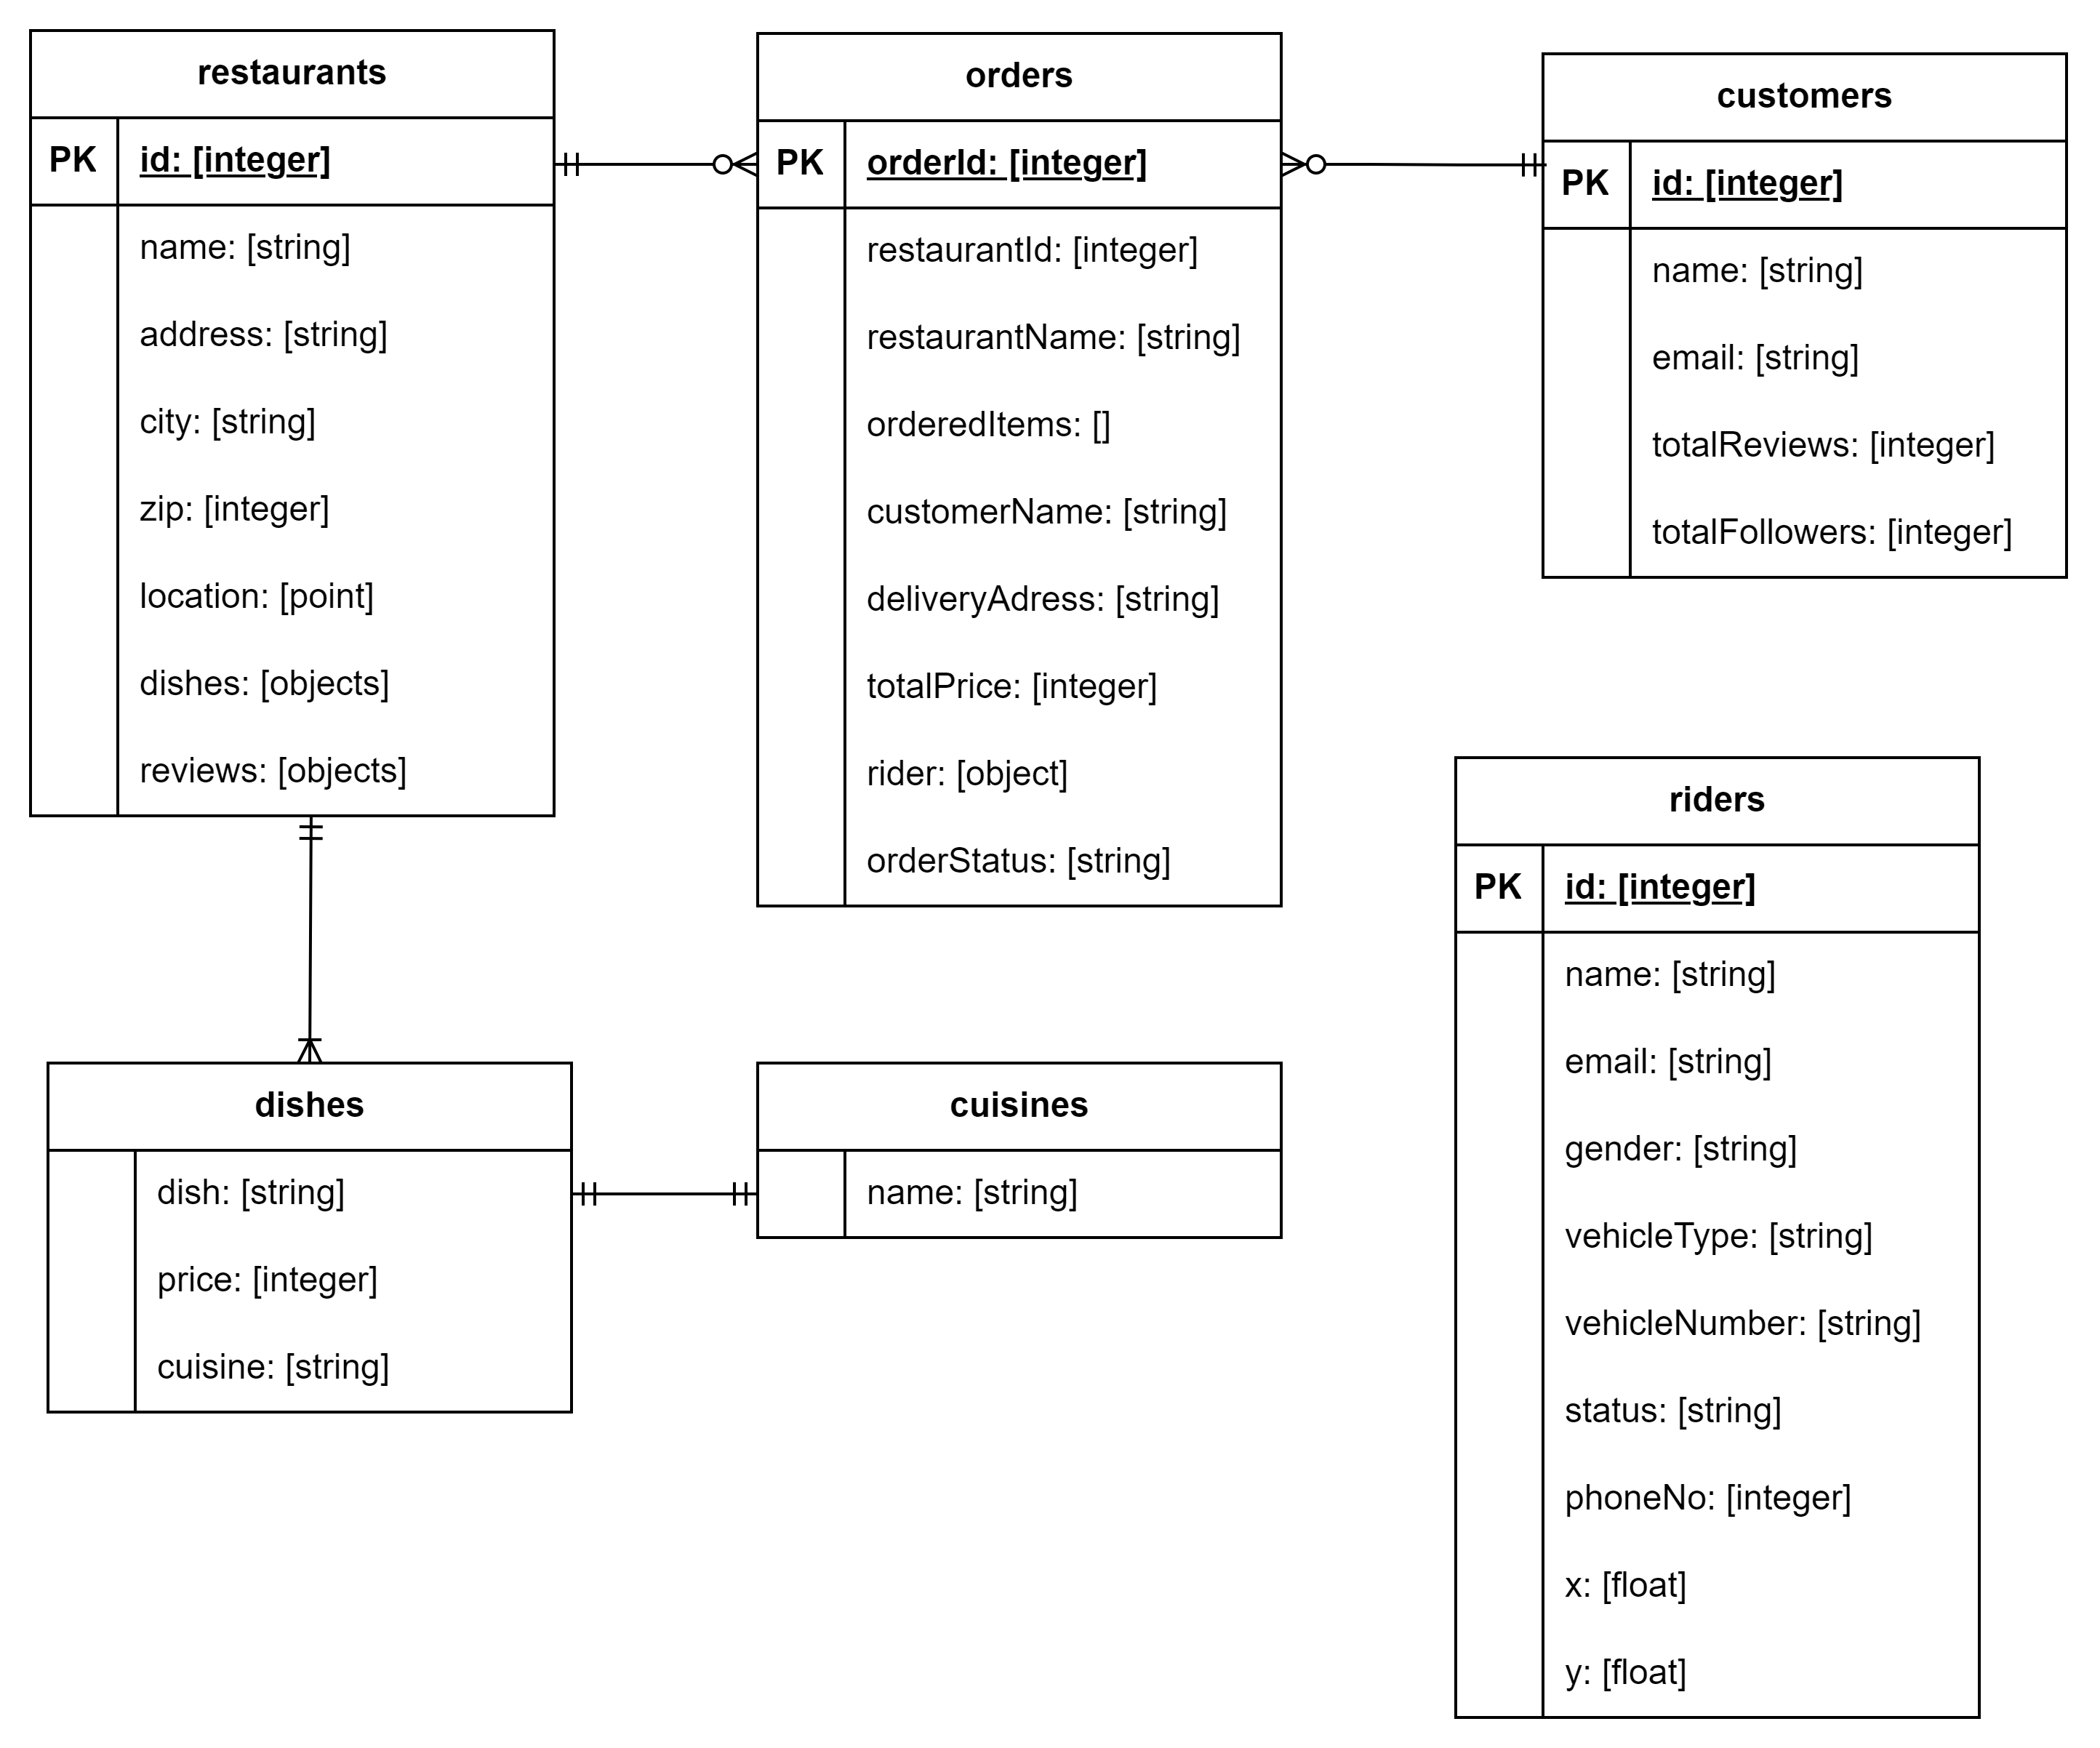 restaurants
PK id: [integer]
name: [string]
address: [string]
city: [string]
zip: [integer]
location: [point]
dishes: [objects]
reviews: [objects]
orders
PK orderId: [integer]
restaurantId: [integer]
restaurantName: [string]
orderedItems: []
customerName: [string]
deliveryAdress: [string]
totalPrice: [integer]
rider: [object]
orderStatus: [string]
customers
PK id: [integer]
name: [string]
email: [string]
totalReviews: [integer]
totalFollowers: [integer]
dishes
dish: [string]
price: [integer]
cuisine: [string]
cuisines
name: [string]
riders
PK id: [integer]
name: [string]
email: [string]
gender: [string]
vehicleType: [string]
vehicleNumber: [string]
status: [string]
phoneNo: [integer]
x: [float]
y: [float]